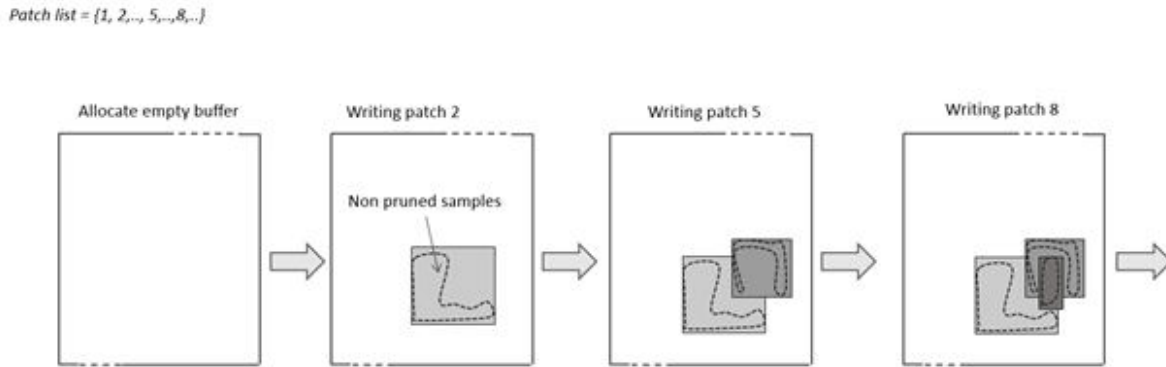 Patch list = {1, 2,.., 5,..,8,..}
Allocate empty buffer
Writing patch 2
Writing patch 5
Writing patch 8
Non pruned samples